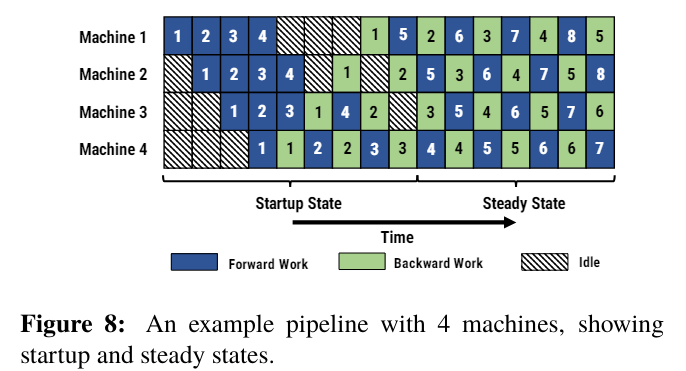 Machine 1 1 2 3 4 1 5 2 6 3 7 4 8 5
Machine 2 1 2 3 4 1 2 5 3 6 4 7 5 8
Machine 3 1 2 3 1 4 2 3 5 4 6 5 7 6
Machine 4 1 1 2 2 3 3 4 4 5 5 6 6 7
Startup State Steady State
Time
Forward Work Backward Work Idle
Figure 8: An example pipeline with 4 machines, showing
startup and steady states.